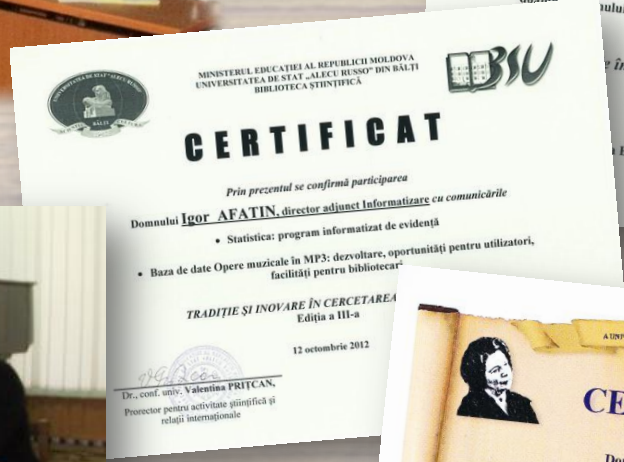 MINISTERUL EDUCAȚIEI AL REPUBLICII MOLDOVA
UNIVERSITATEA DE STAT „ALECU RUSSO” DIN BĂLȚI
BIBLIOTECA ȘTIINȚIFICĂ
BȘU
BĂLȚI
CERTIFICAT
Prin prezentul se confirmă participarea
Domnului Igor AFATIN, director adjunct Informatizare cu comunicările
• Statistica: program informatizat de evidență
• Baza de date Opere muzicale în MP3: dezvoltare, oportunități pentru utilizatori,
facilități pentru
TRADIȚIE ȘI INOVARE ÎN CERCETAREA
Ediția a III-a
12 octombrie 2012
Dr., conf. univ. Valentina PRIȚCAN,
Prorector pentru activitate științifică și
relații internaționale
CE